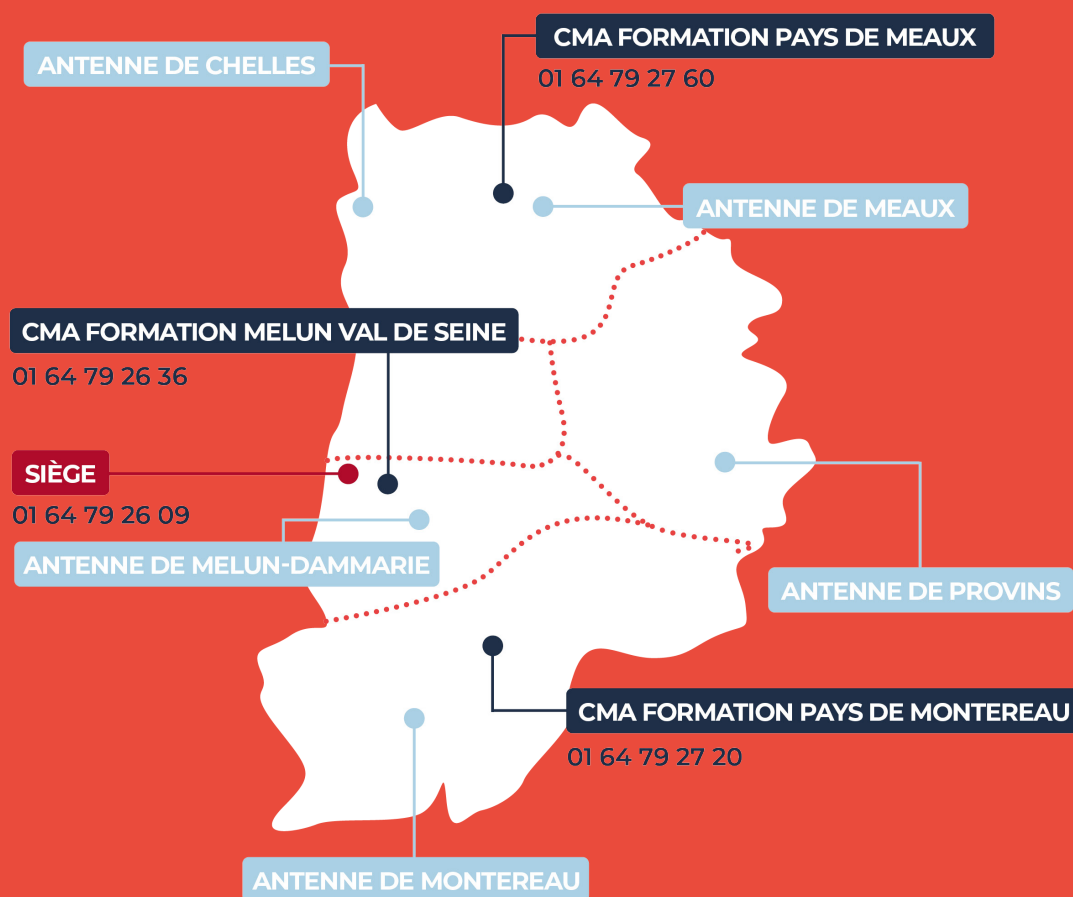 CMA FORMATION PAYS DE MEAUX
ANTENNE DE CHELLES
01 64 79 27 60
ANTENNE DE MEAUX
CMA FORMATION MELUN VAL DE SEINE
01 64 79 26 36
SIÈGE
01 64 79 26 09
ANTENNE DE MELUN-DAMMARIE
ANTENNE DE PROVINS
CMA FORMATION PAYS DE MONTEREAU
01 64 79 27 20
ANTENNE DE MONTEREAU